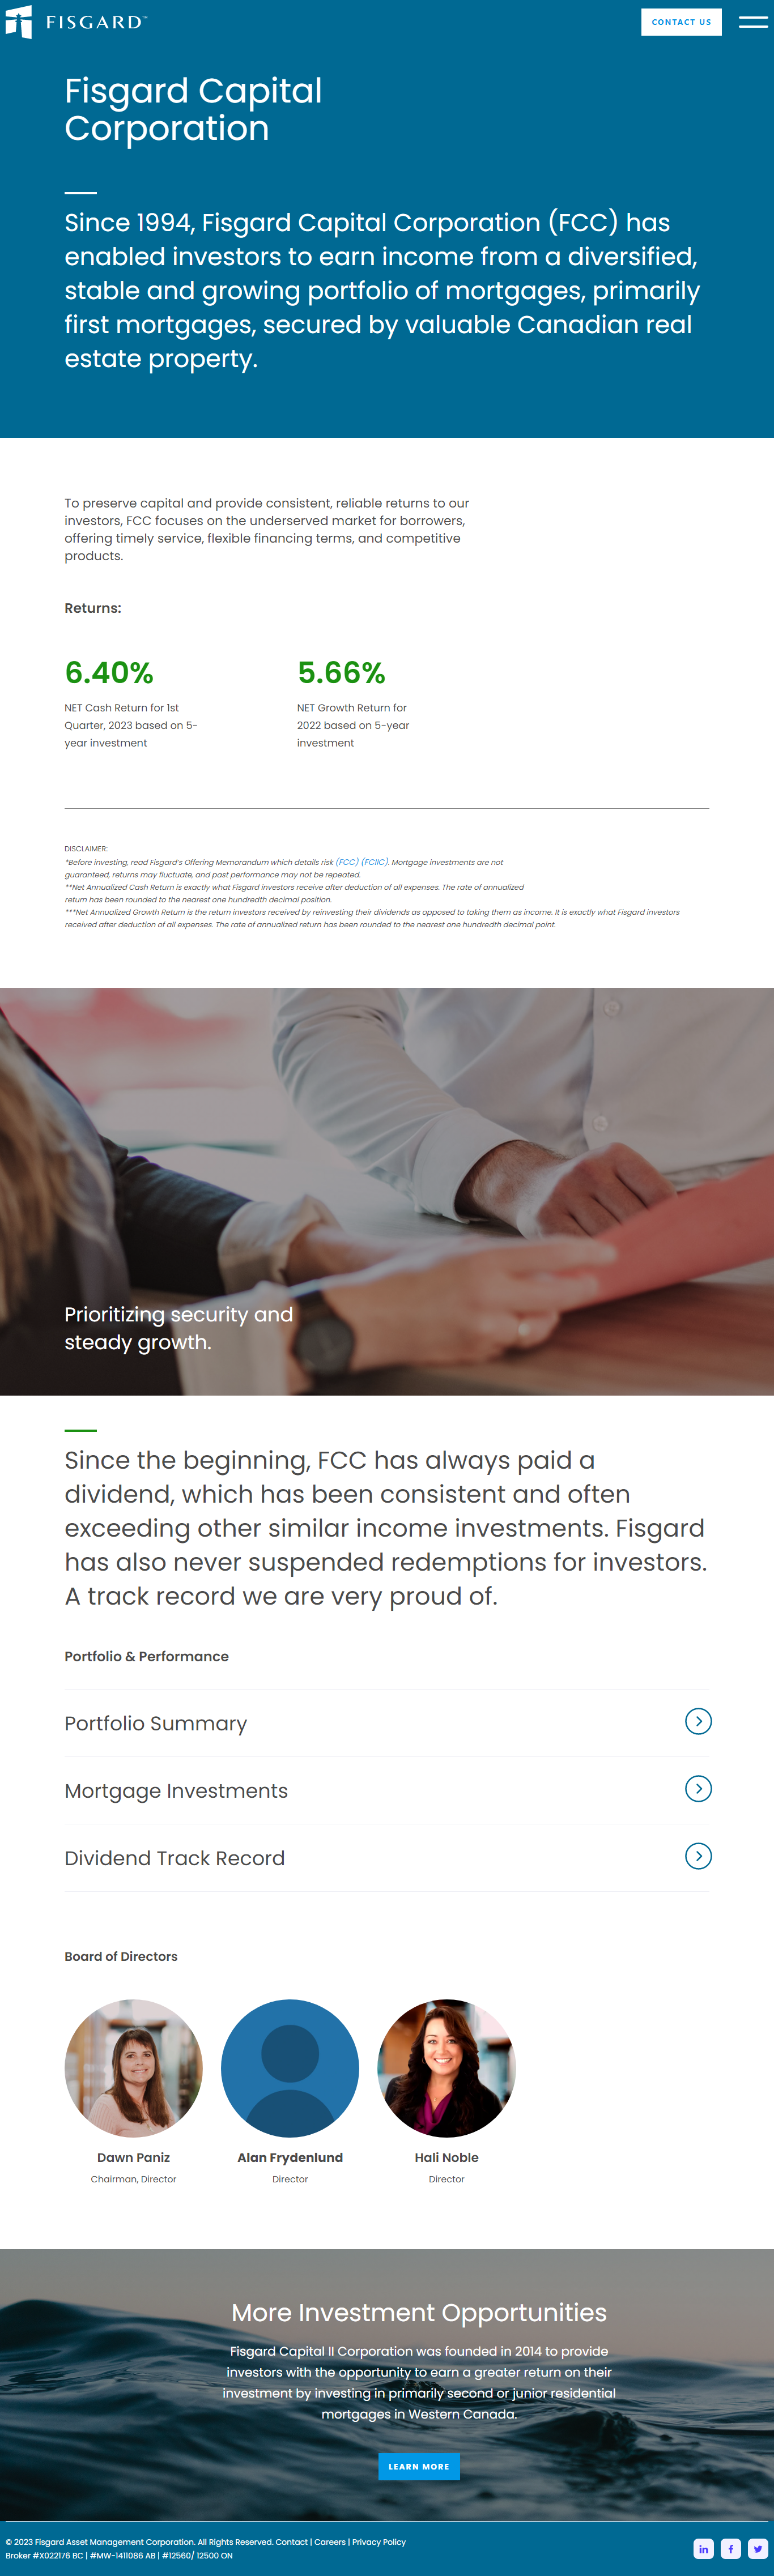 FISGARD™
CONTACT US
Fisgard Capital
Corporation
Since 1994, Fisgard Capital Corporation (FCC) has
enabled investors to earn income from a diversified,
stable and growing portfolio of mortgages, primarily
first mortgages, secured by valuable Canadian real
estate property.
To preserve capital and provide consistent, reliable returns to our
investors, FCC focuses on the underserved market for borrowers,
offering timely service, flexible financing terms, and competitive
products.
Returns:
6.40%
NET Cash Return for 1st
Quarter, 2023 based on 5-
year investment
5.66%
NET Growth Return for
2022 based on 5-year
investment
DISCLAIMER:
*Before investing, read Fisgard's Offering Memorandum which details risk (FCC) (FCIIC). Mortgage investments are not
guaranteed, returns may fluctuate, and past performance may not be repeated.
**Net Annualized Cash Return is exactly what Fisgard investors receive after deduction of all expenses. The rate of annualized
return has been rounded to the nearest one hundredth decimal position.
***Net Annualized Growth Return is the return investors received by reinvesting their dividends as opposed to taking them as income. It is exactly what Fisgard investors
received after deduction of all expenses. The rate of annualized return has been rounded to the nearest one hundredth decimal point.
Prioritizing security and
steady growth.
Since the beginning, FCC has always paid a
dividend, which has been consistent and often
exceeding other similar income investments. Fisgard
has also never suspended redemptions for investors.
A track record we are very proud of.
Portfolio & Performance
Portfolio Summary
Mortgage Investments
Dividend Track Record
Board of Directors
Dawn Paniz
Chairman, Director
Alan Frydenlund
Director
Hali Noble
Director
More Investment Opportunities
Fisgard Capital II Corporation was founded in 2014 to provide
investors with the opportunity to earn a greater return on their
investment by investing in primarily second or junior residential
mortgages in Western Canada.
LEARN MORE
© 2023 Fisgard Asset Management Corporation. All Rights Reserved. Contact | Careers | Privacy Policy
Broker #X022176 BC | #MW-1411086 AB | #12560/ 12500 ON